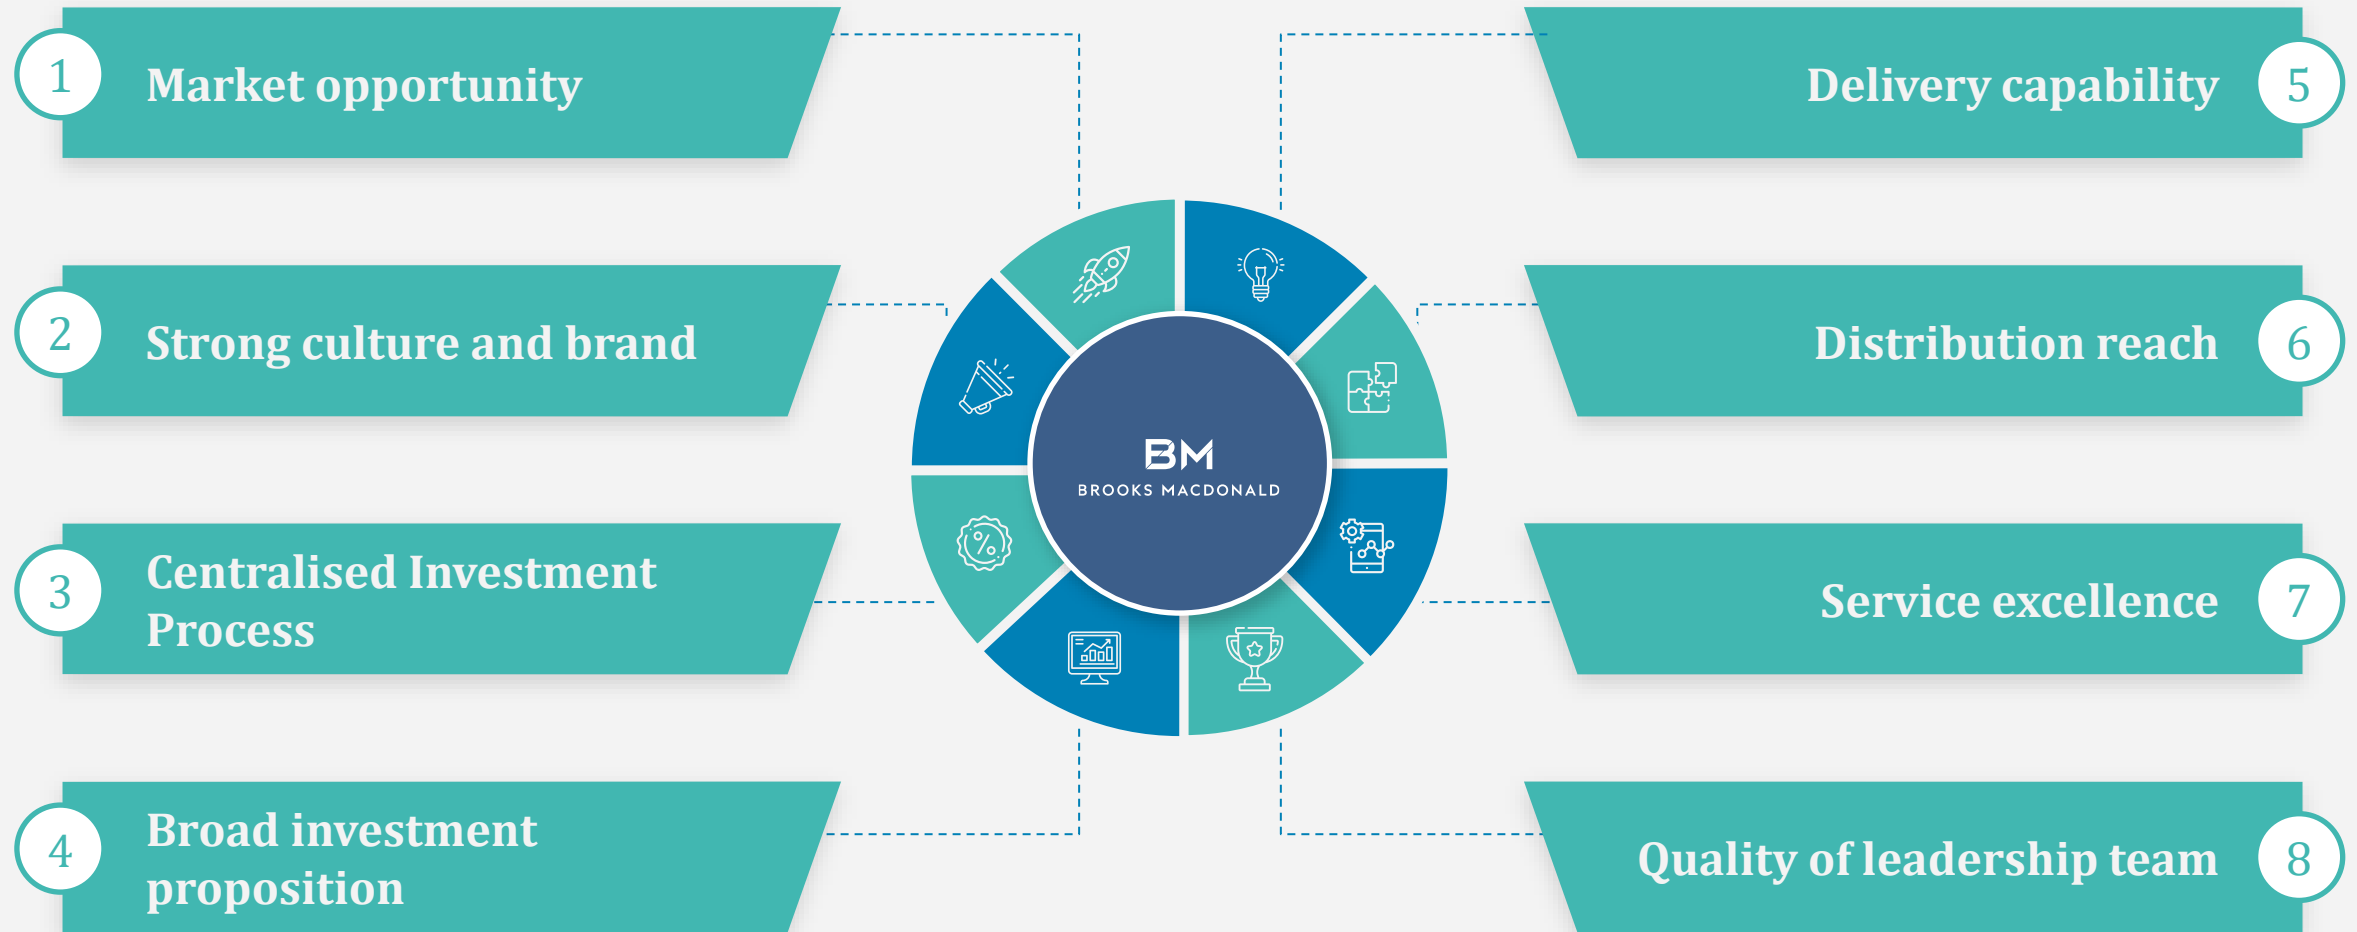 1
Market opportunity
2
Strong culture and brand
3
Centralised Investment
Process
4
Broad investment
proposition
BM
BROOKS MACDONALD
Delivery capability
5
Distribution reach
6
Service excellence
7
Quality of leadership team
8